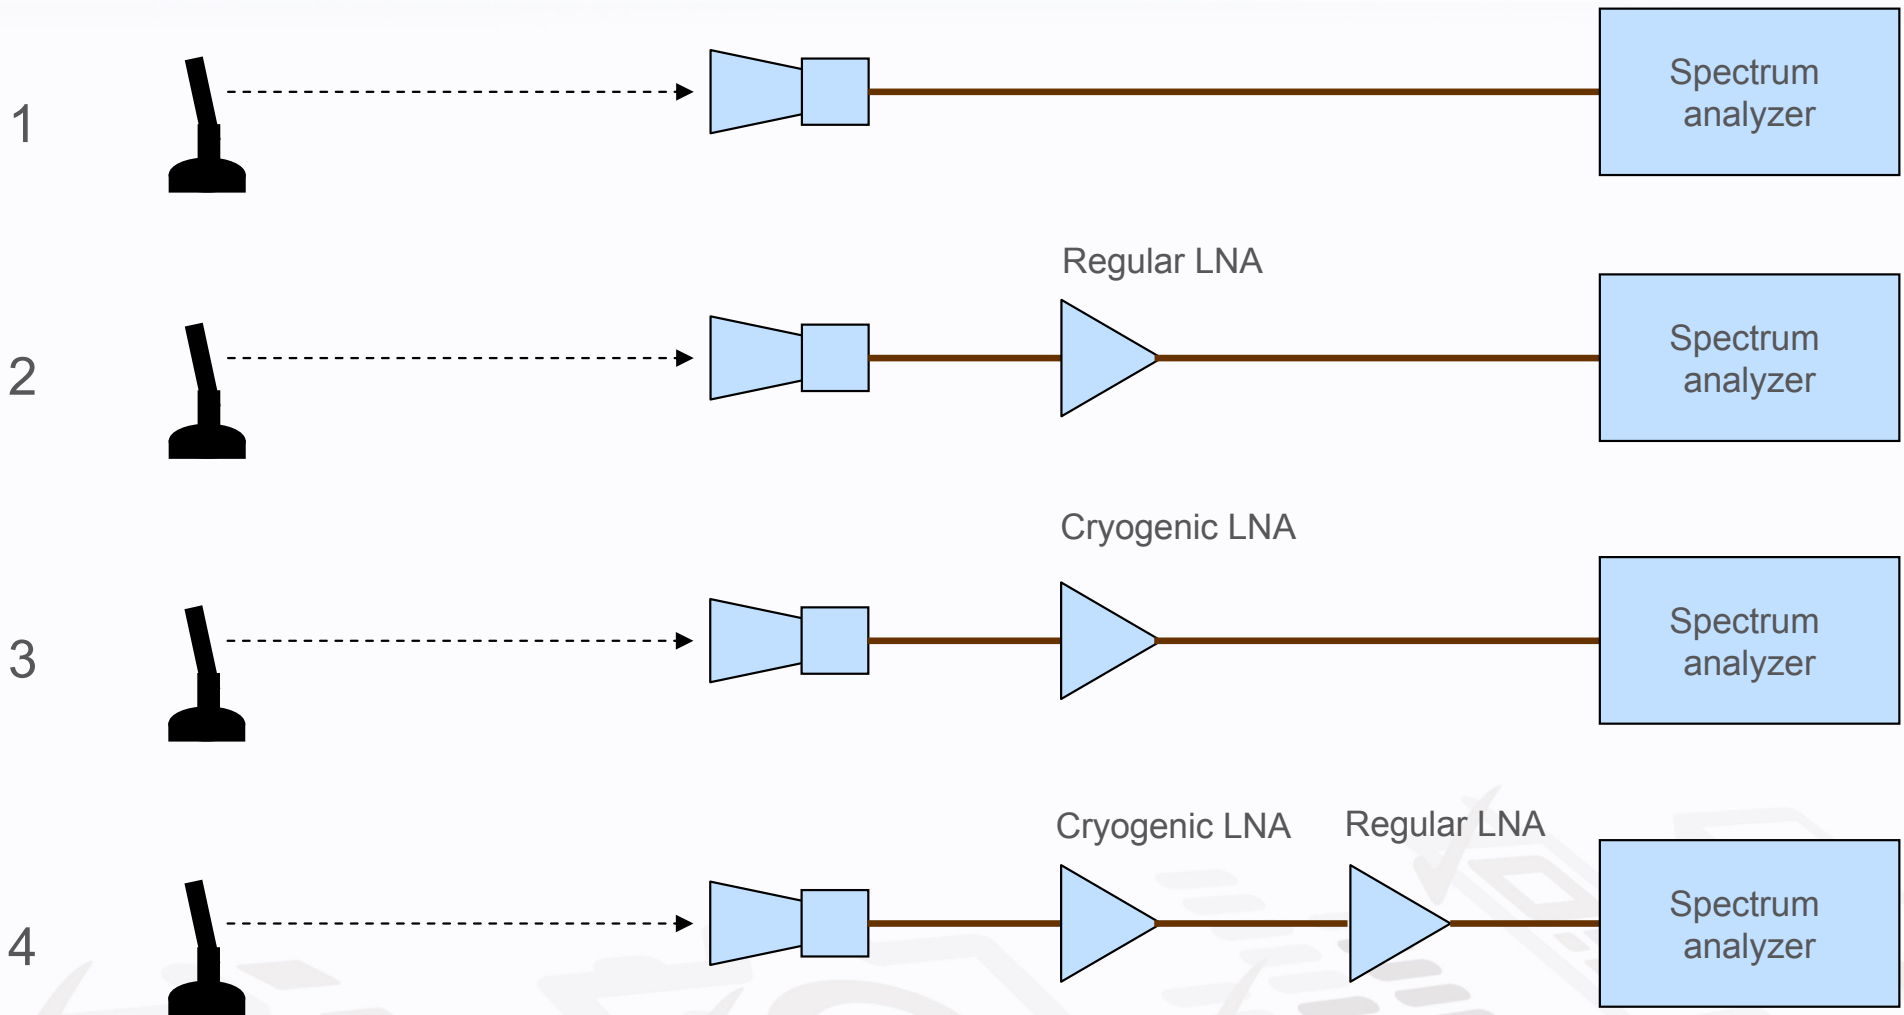 1
Spectrum
analyzer
Regular LNA
2
Spectrum
analyzer
Cryogenic LNA
3
Spectrum
analyzer
Cryogenic LNA
Regular LNA
4
Spectrum
analyzer